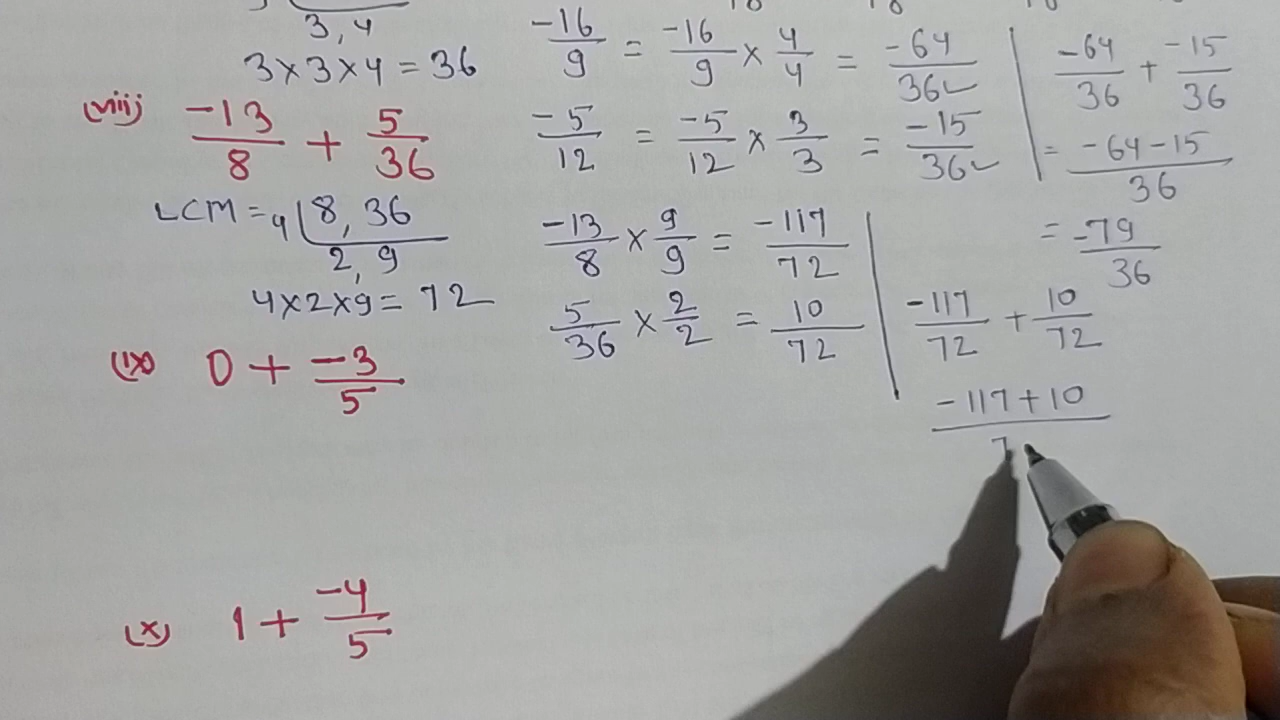 3, 4
3 × 3 × 4 = 36
-16/9 = -16/9 × 4/4 = -64/36
-5/12 = -5/12 × 3/3 = -15/36
-64/36 + -15/36
= -64-15/36
= -79/36
(viii) -13/8 + 5/36
LCM = 4 8, 36
2, 9
4×2×9 = 72
-13/8 × 9/9 = -117/72
5/36 × 2/2 = 10/72
-117/72 + 10/72
-117+10/7
(ix) 0 + -3/5
(x) 1 + -4/5